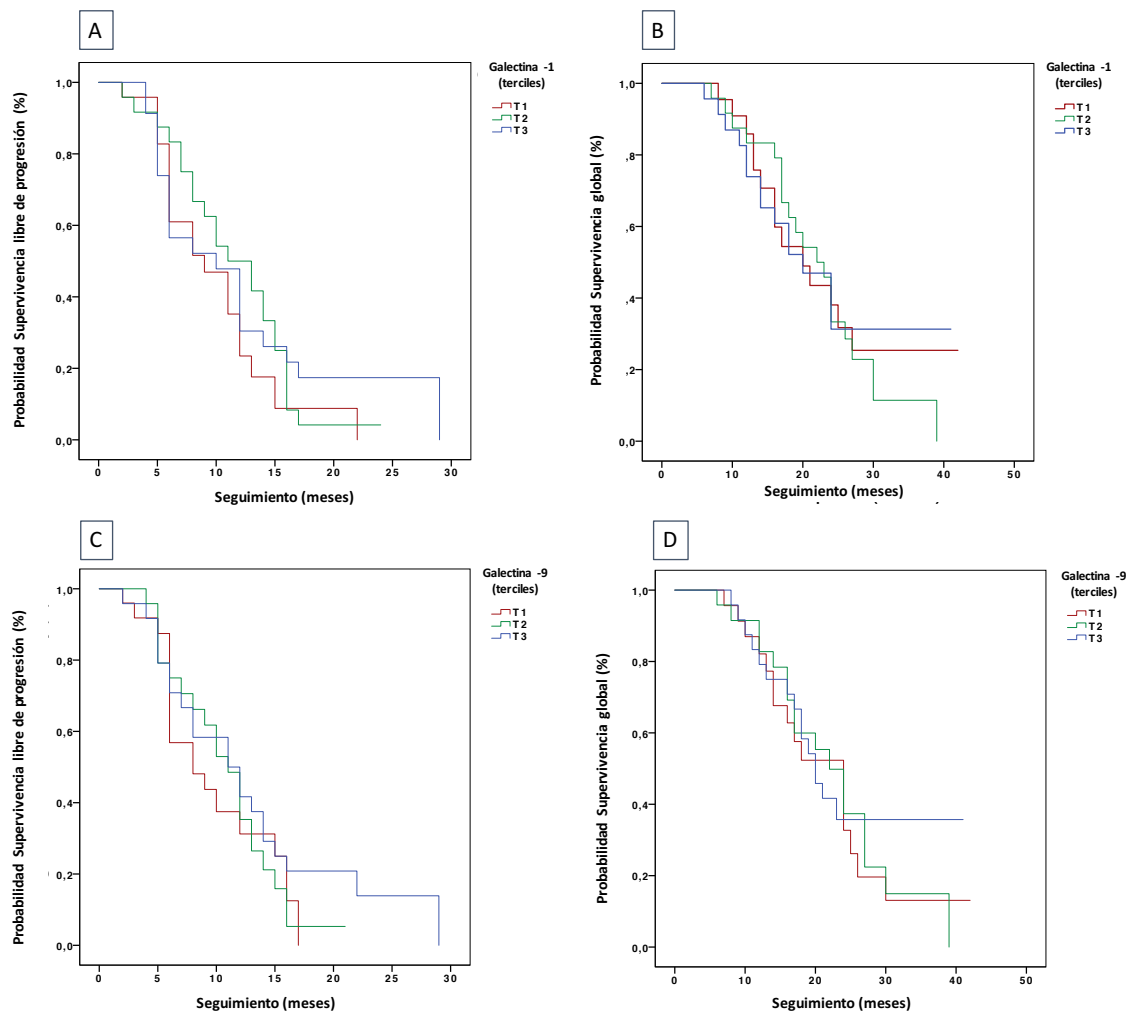 A
Galectina -1
(terciles)
T 1
T 2
T 3
Probabilidad Supervivencia libre de progresión (%)
1,0
0,8
0,6
0,4
0,2
0,0
0 5 10 15 20 25 30
Seguimiento (meses)
B
Galectina -1
(terciles)
T 1
T 2
T 3
Probabilidad Supervivencia global (%)
1,0
,8
,6
,4
,2
0,0
0 10 20 30 40 50
Seguimiento (meses)
C
Galectina -9
(terciles)
T 1
T 2
T 3
Probabilidad Supervivencia libre de progresión (%)
1,0
0,8
0,6
0,4
0,2
0,0
0 5 10 15 20 25 30
Seguimiento (meses)
D
Galectina -9
(terciles)
T 1
T 2
T 3
Probabilidad Supervivencia global (%)
1,0
0,8
0,6
0,4
0,2
0,0
0 10 20 30 40 50
Seguimiento (meses)